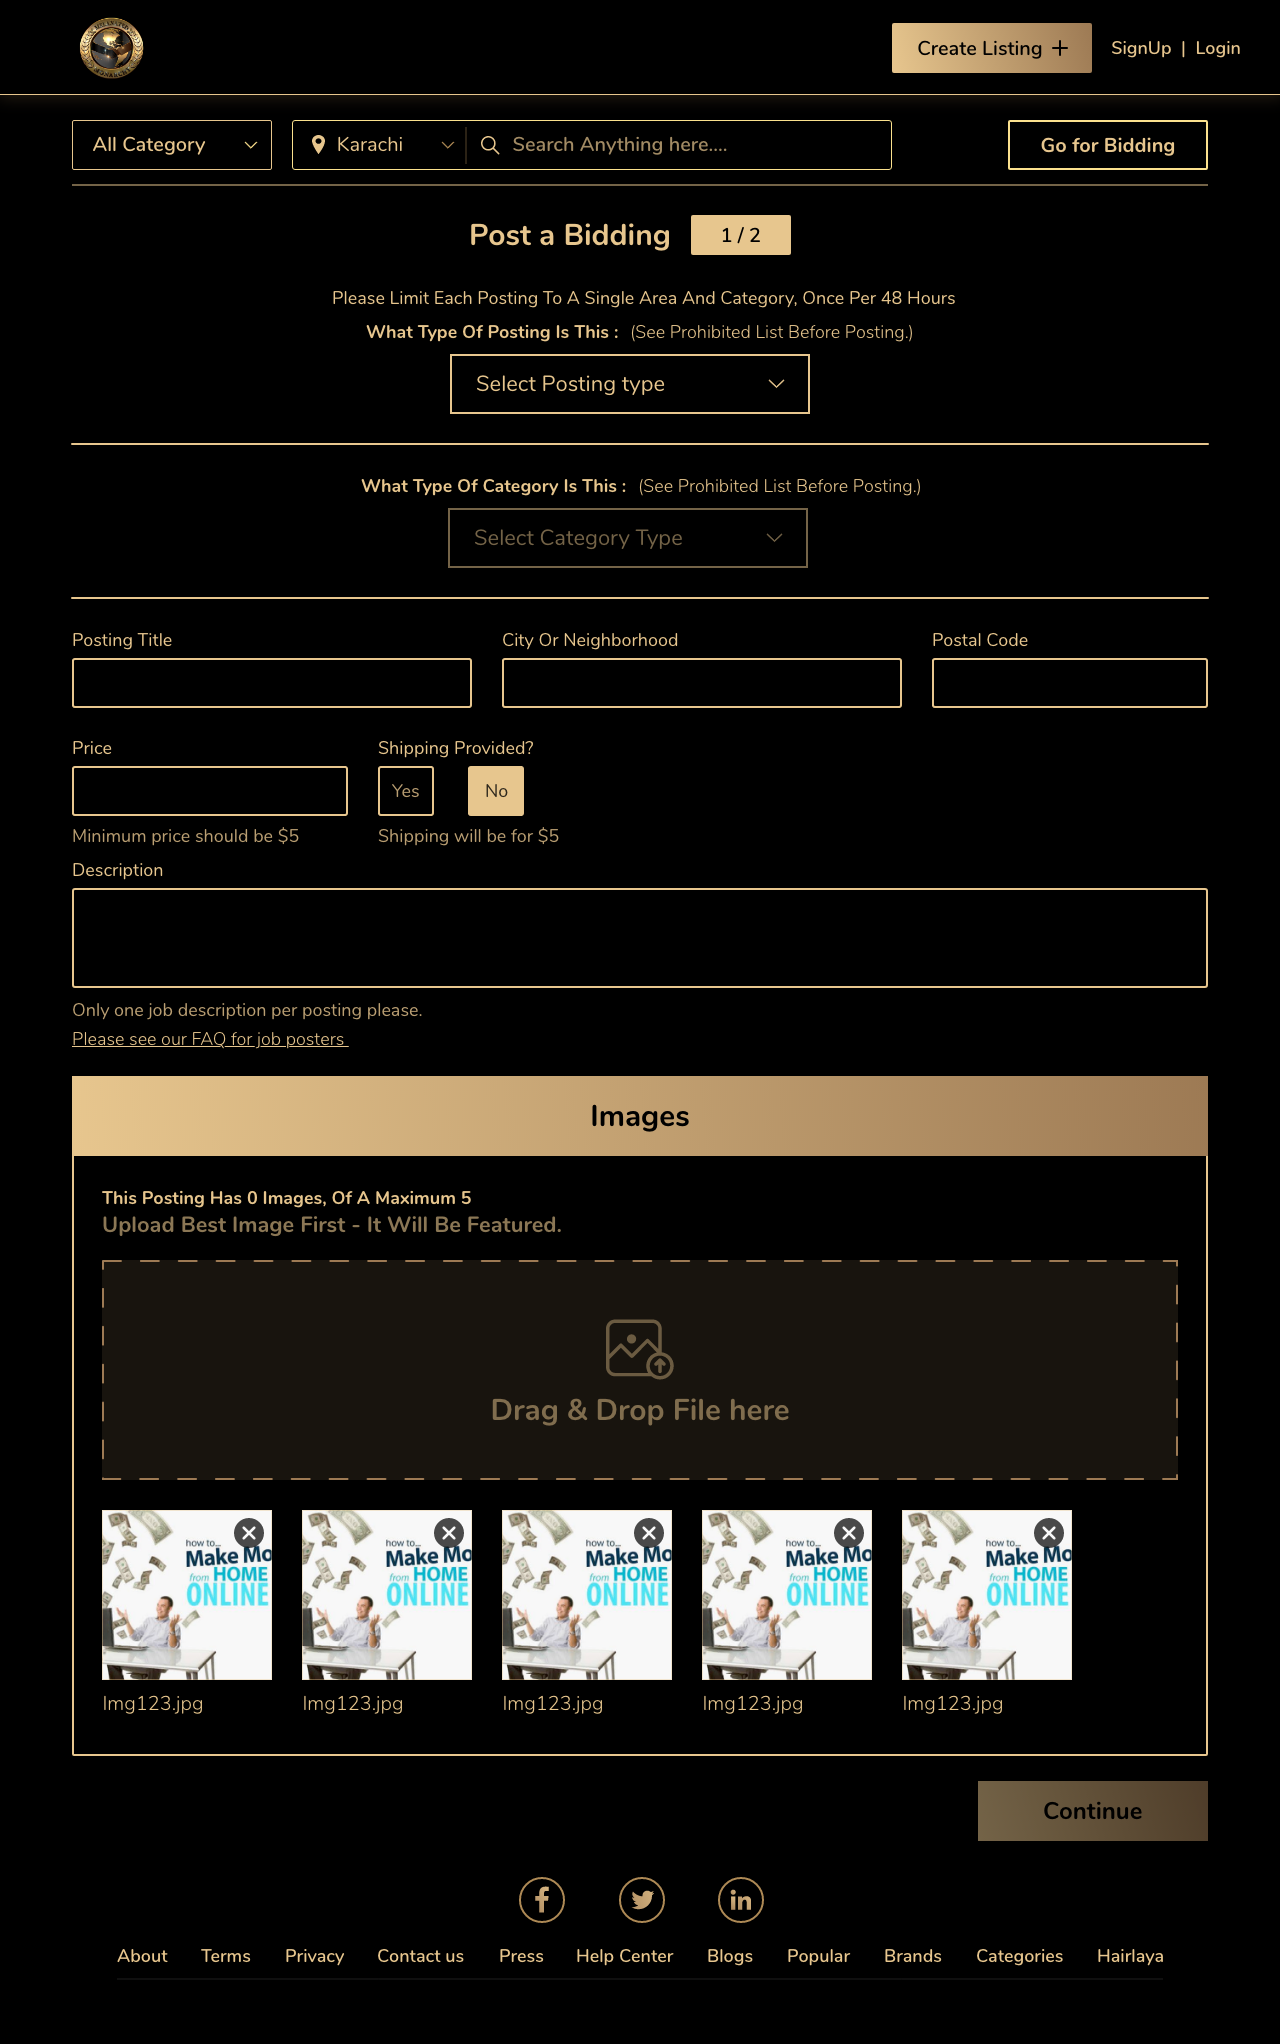 Create Listing +
SignUp | Login
All Category
Karachi
Search Anything here....
Go for Bidding
Post a Bidding
1 / 2
Please Limit Each Posting To A Single Area And Category, Once Per 48 Hours
What Type Of Posting Is This : (See Prohibited List Before Posting.)
Select Posting type
What Type Of Category Is This : (See Prohibited List Before Posting.)
Select Category Type
Posting Title
City Or Neighborhood
Postal Code
Price
Shipping Provided?
Yes
No
Minimum price should be $5
Shipping will be for $5
Description
Only one job description per posting please.
Please see our FAQ for job posters
Images
This Posting Has 0 Images, Of A Maximum 5
Upload Best Image First - It Will Be Featured.
Drag & Drop File here
how to...
Make Mo
from HOME
ONLINE
how to...
Make Mo
from HOME
ONLINE
how to...
Make Mo
from HOME
ONLINE
how to...
Make Mo
from HOME
ONLINE
how to...
Make Mo
from HOME
ONLINE
Img123.jpg
Img123.jpg
Img123.jpg
Img123.jpg
Img123.jpg
Continue
About
Terms
Privacy
Contact us
Press
Help Center
Blogs
Popular
Brands
Categories
Hairlaya